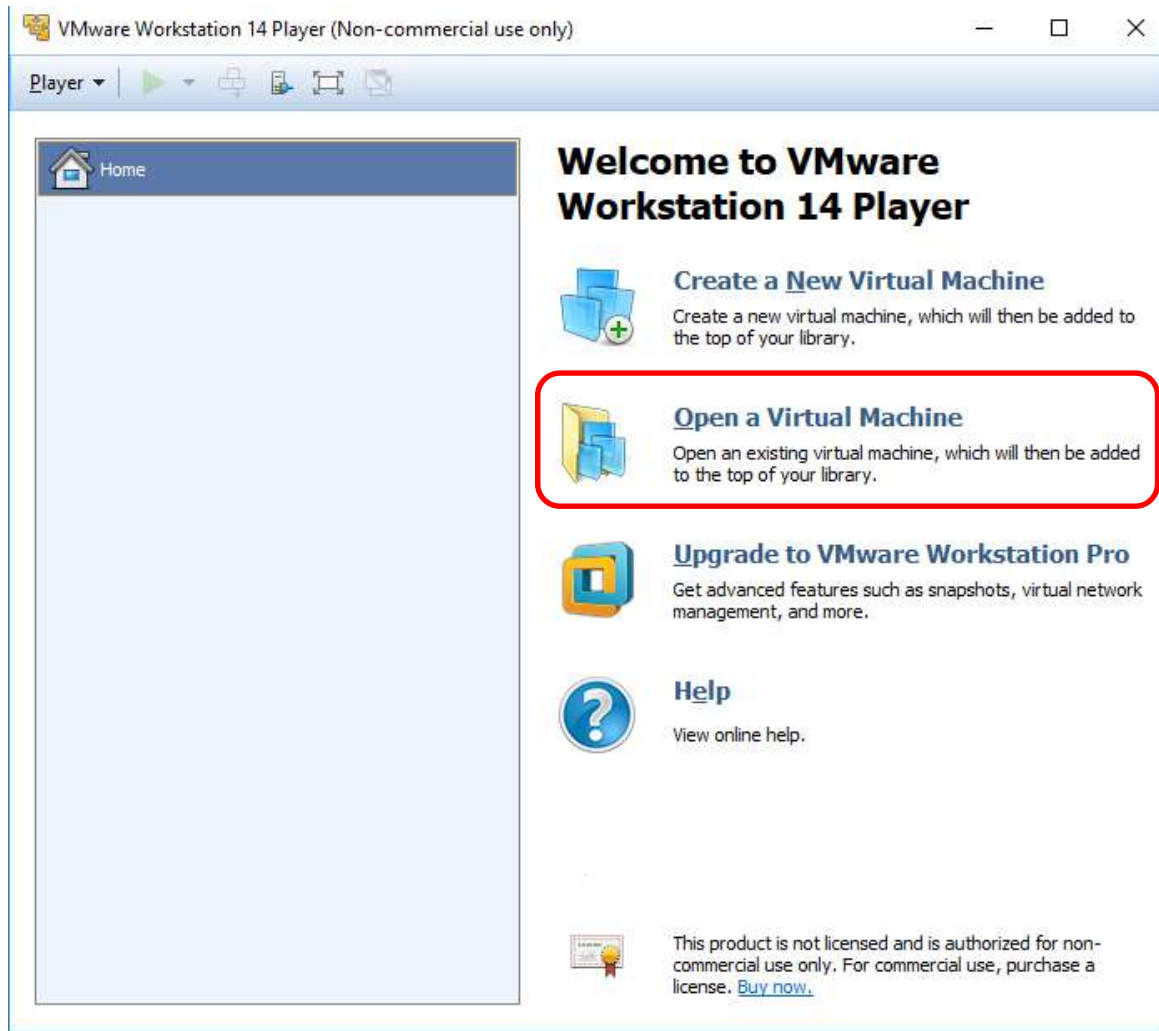 VMware Workstation 14 Player (Non-commercial use only)
Player
Home
Welcome to VMware
Workstation 14 Player
Create a New Virtual Machine
Create a new virtual machine, which will then be added to
the top of your library.
Open a Virtual Machine
Open an existing virtual machine, which will then be added
to the top of your library.
Upgrade to VMware Workstation Pro
Get advanced features such as snapshots, virtual network
management, and more.
Help
View online help.
This product is not licensed and is authorized for non-
commercial use only. For commercial use, purchase a
license. Buy now.